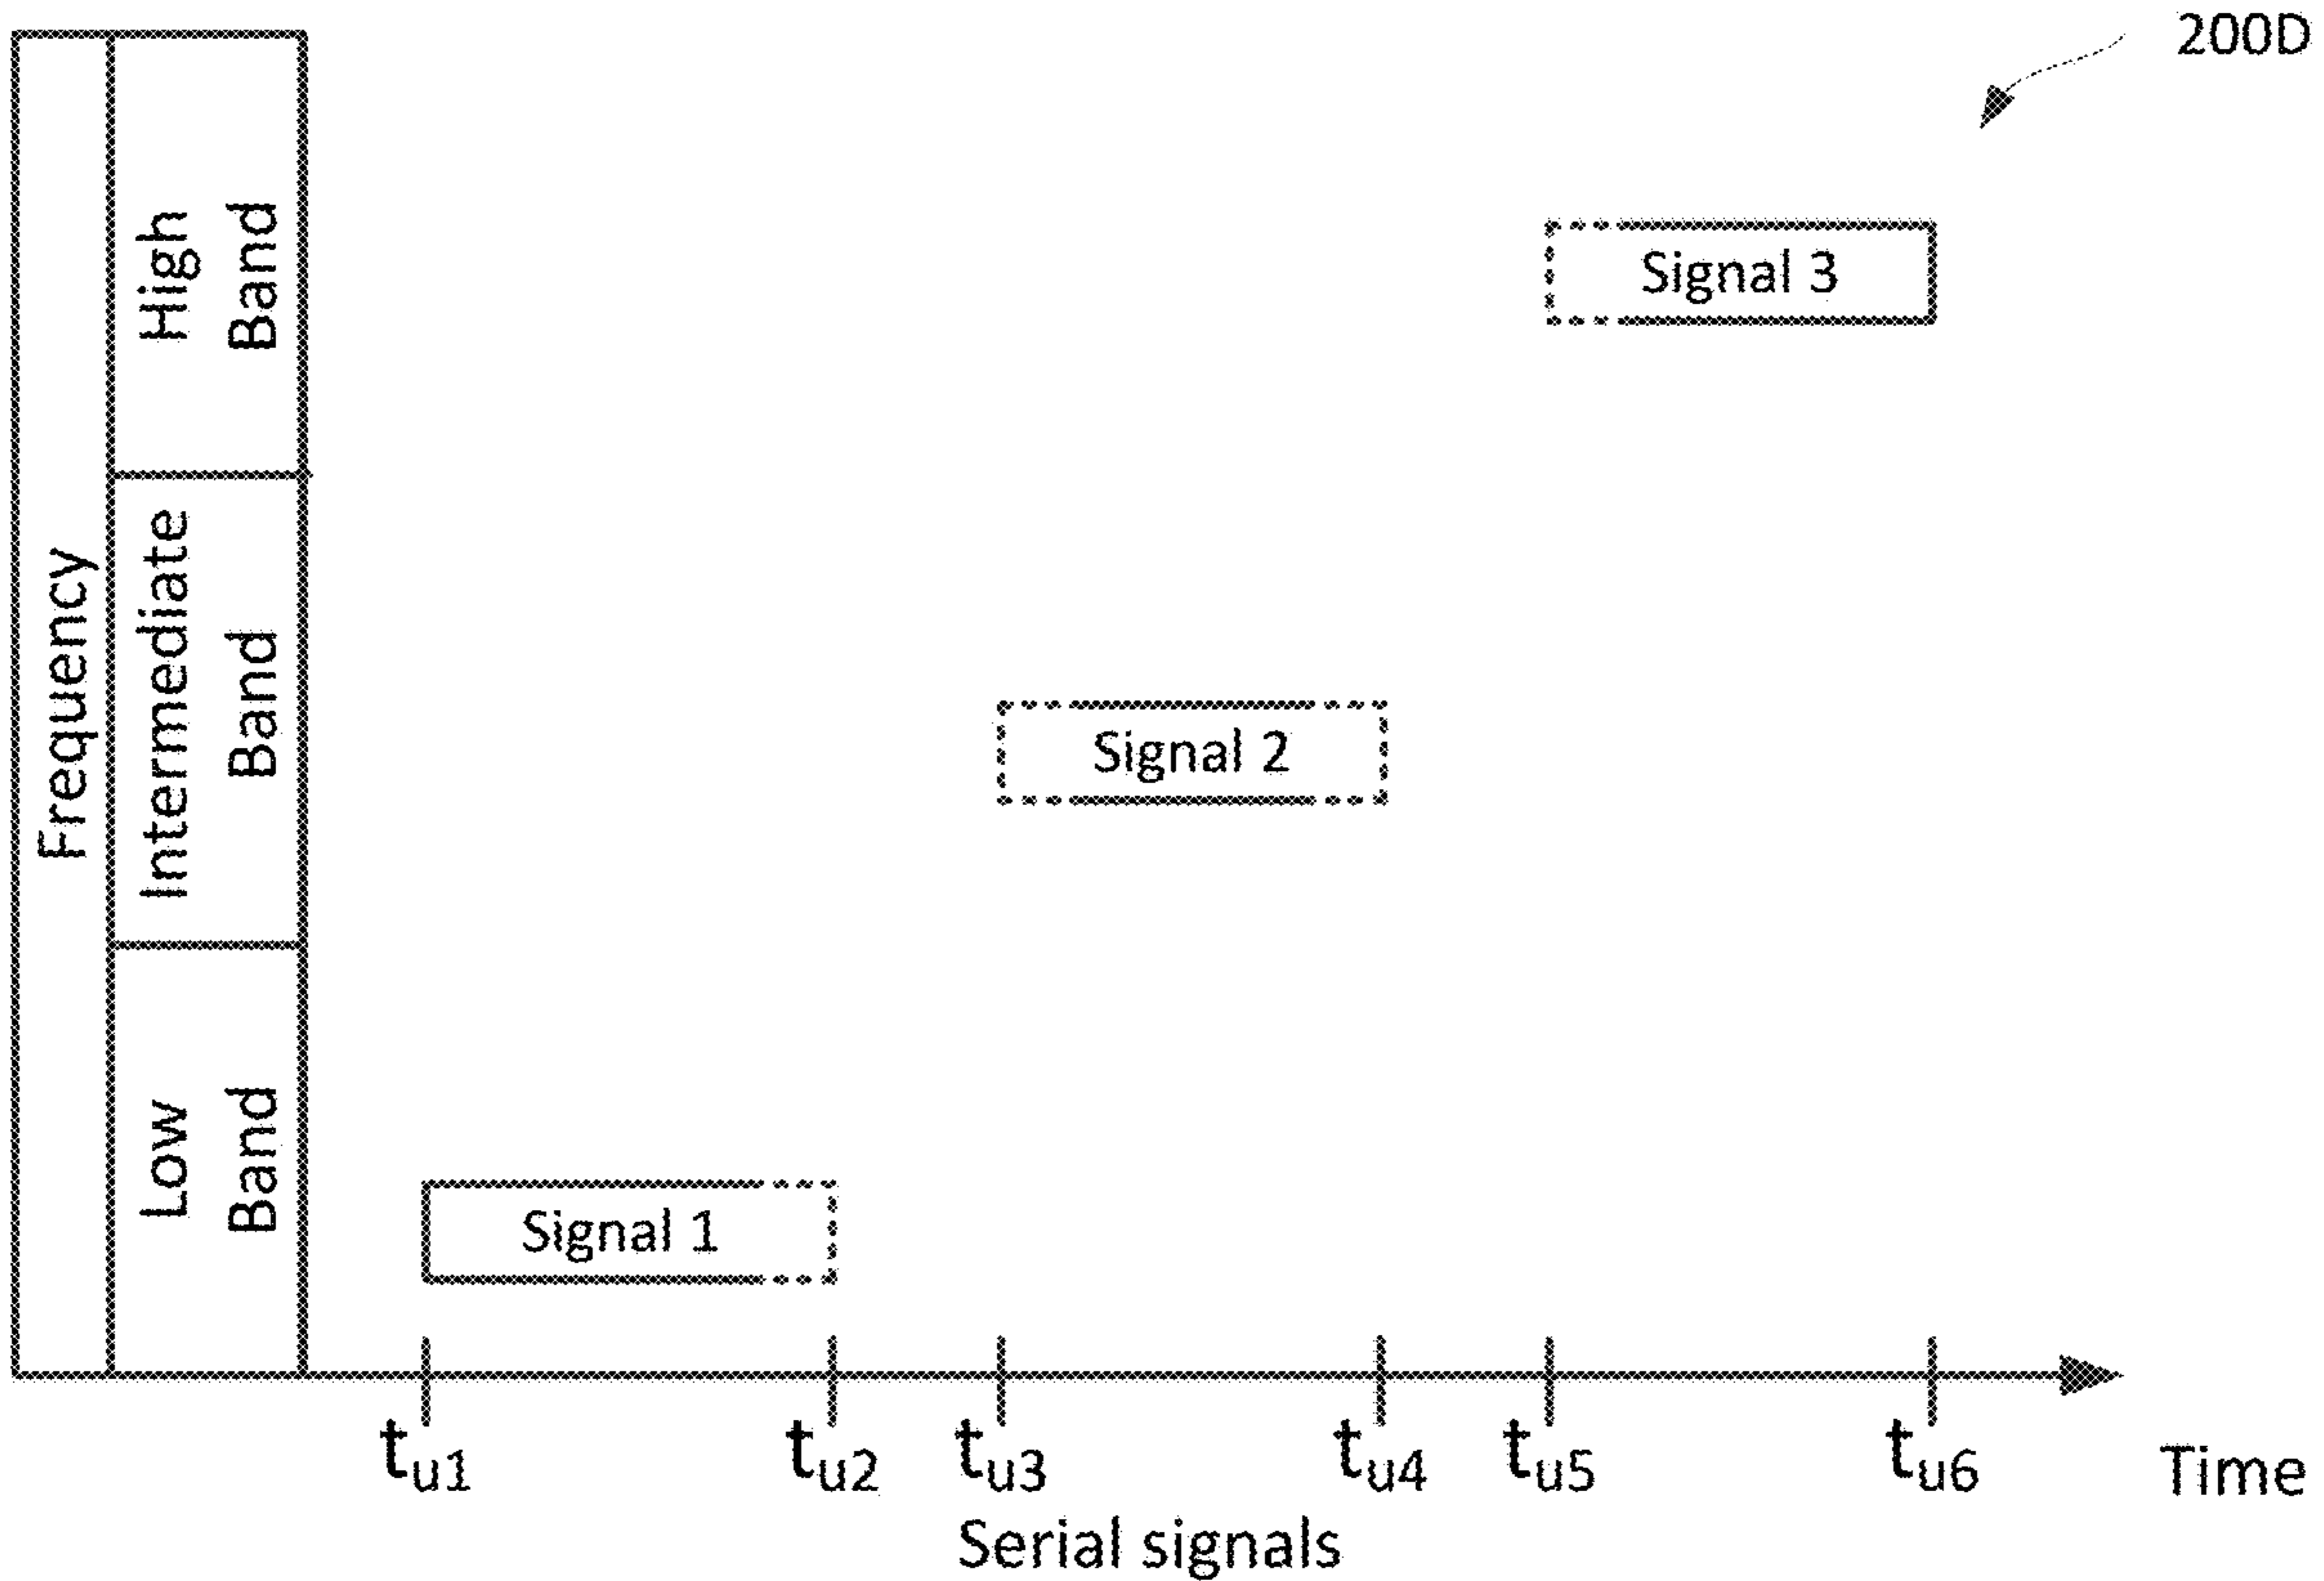 200D
Frequency
High
Band
Intermediate
Band
Low
Band
Signal 3
Signal 2
Signal 1
tu1 tu2 tu3 tu4 tu5 tu6 Time
Serial signals